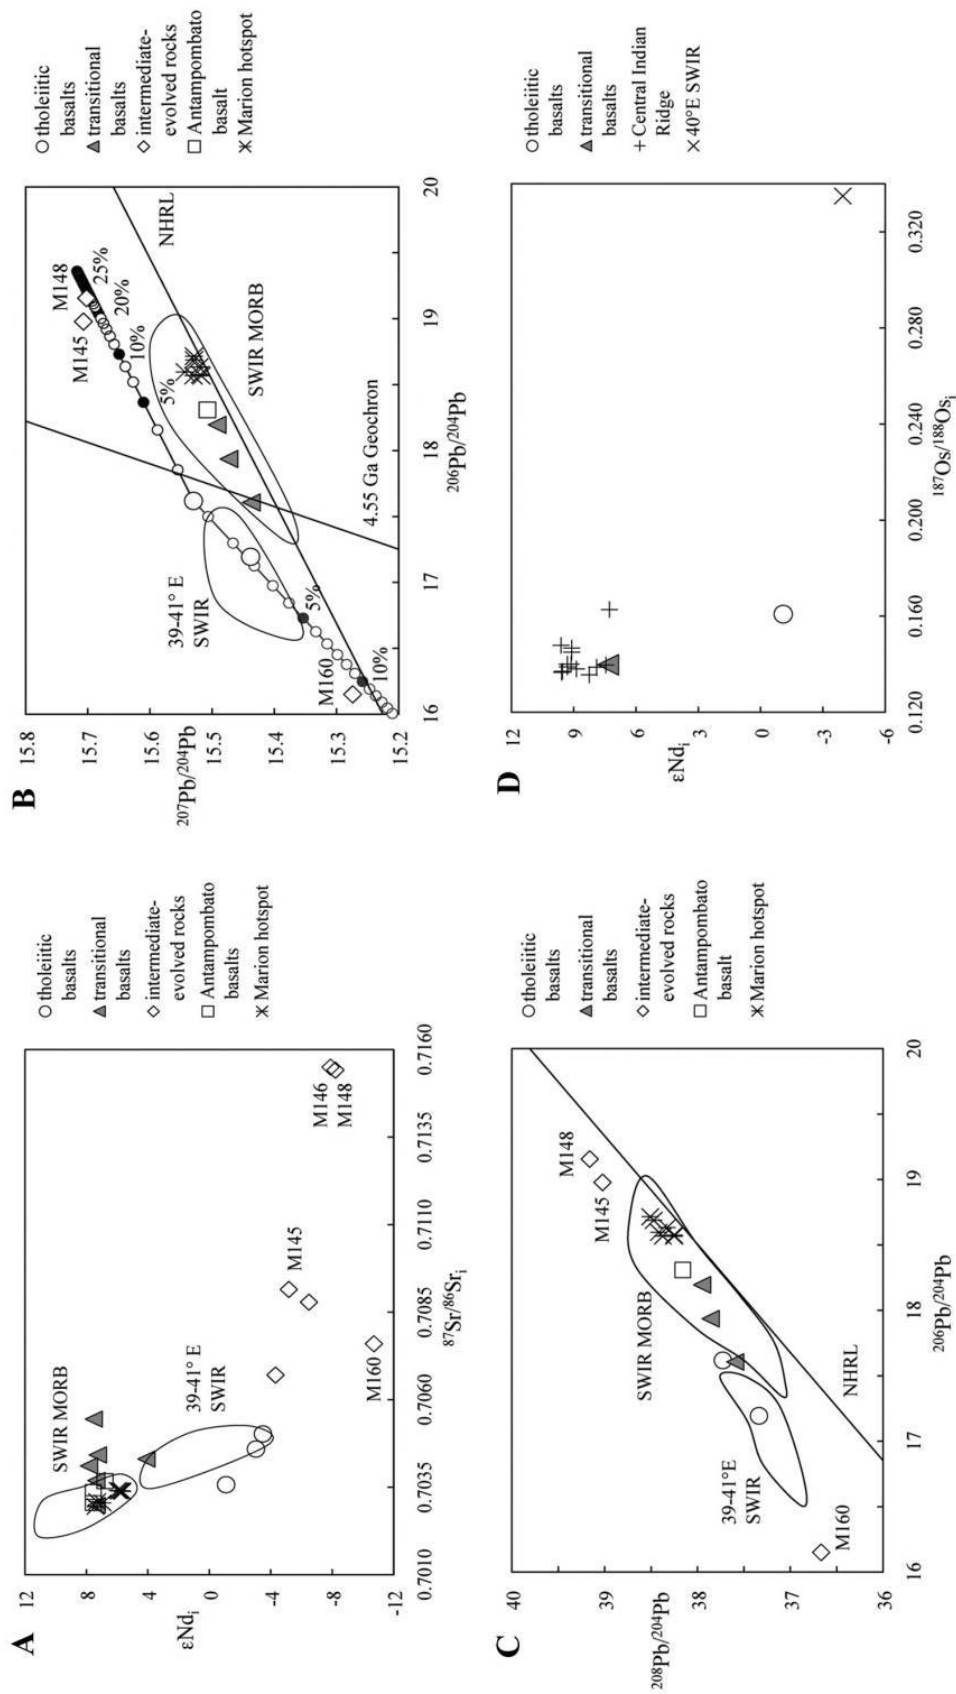 A
12
8
4
0
-4
-8
-12
εNdi
0.7010
0.7035
0.6060
0.7085
0.7110
0.7135
0.7160
87Sr/86Sri
SWIR MORB
39-41° E
SWIR
M160
M145
M146
M148
tholeiitic
basalts
transitional
basalts
intermediate-
evolved rocks
Antampombato
basalts
Marion hotspot
B
15.8
15.7
15.6
15.5
15.4
15.3
15.2
207Pb/204Pb
16
17
18
19
20
206Pb/204Pb
M160
10%
5%
39-41° E
SWIR
4.55 Ga Geochron
5%
10%
20%
25%
M145
M148
SWIR MORB
NHRL
tholeiitic
basalts
transitional
basalts
intermediate-
evolved rocks
Antampombato
basalt
Marion hotspot
C
40
39
38
37
36
208Pb/204Pb
16
17
18
19
20
206Pb/204Pb
M160
39-41°E
SWIR
NHRL
SWIR MORB
M145
M148
tholeiitic
basalts
transitional
basalts
intermediate-
evolved rocks
Antampombato
basalt
Marion hotspot
D
12
9
6
3
0
-3
-6
εNdi
0.120
0.160
0.200
0.240
0.280
0.320
187Os/188Osi
tholeiitic
basalts
transitional
basalts
Central Indian
Ridge
40°E SWIR